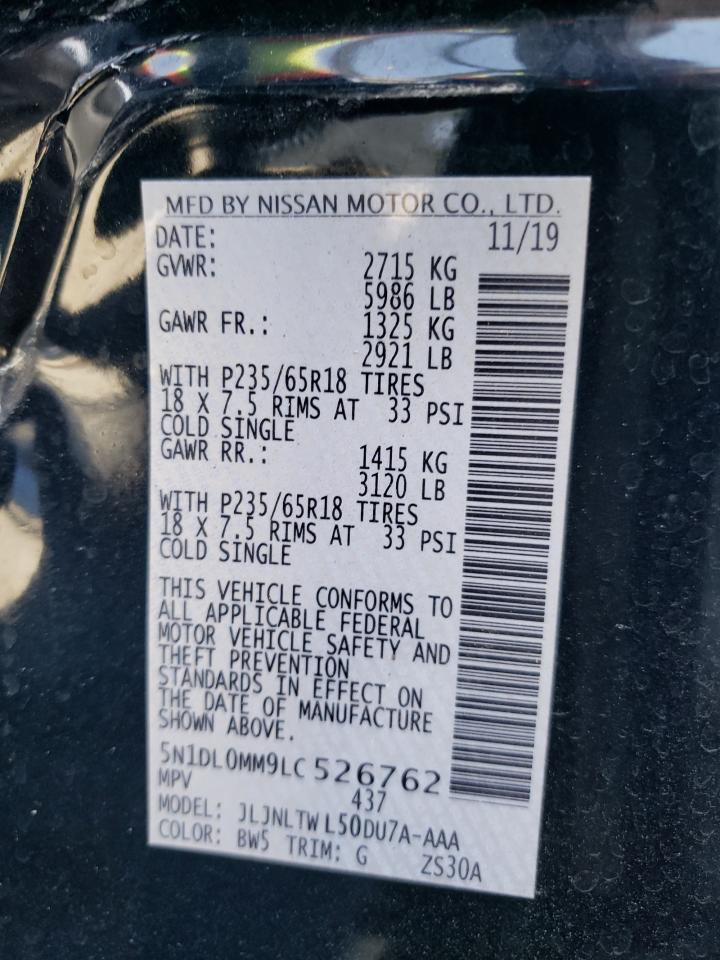 MFD BY NISSAN MOTOR CO., LTD.
DATE: 11/19
GVWR: 2715 KG
5986 LB
GAWR FR.: 1325 KG
2921 LB
WITH P235/65R18 TIRES
18 X 7.5 RIMS AT 33 PSI
COLD SINGLE
GAWR RR.: 1415 KG
3120 LB
WITH P235/65R18 TIRES
18 X 7.5 RIMS AT 33 PSI
COLD SINGLE
THIS VEHICLE CONFORMS TO
ALL APPLICABLE FEDERAL
MOTOR VEHICLE SAFETY AND
THEFT PREVENTION
STANDARDS IN EFFECT ON
THE DATE OF MANUFACTURE
SHOWN ABOVE.
5N1DL0MM9LC 526762
MPV 437
MODEL: JLJNLTW L50DU7A-AAA
COLOR: BW5 TRIM: G ZS30A